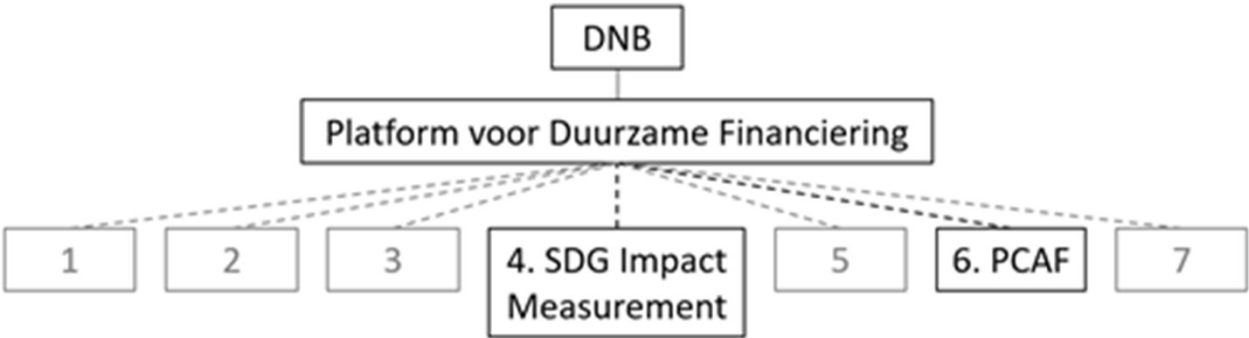 DNB
Platform voor Duurzame Financiering
1
2
3
4. SDG Impact
Measurement
5
6. PCAF
7